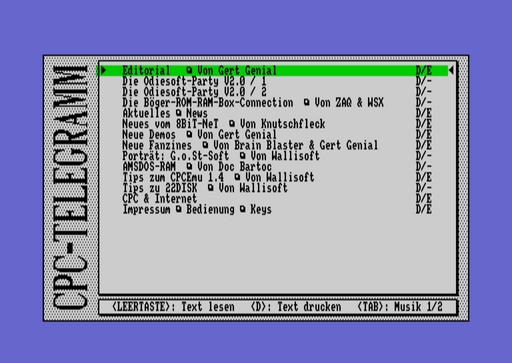 CPC-TELEGRAMM
Editorial Von Gert Genial D/E
Die Odiesoft-Party V2.0 / 1 D/-
Die Odiesoft-Party V2.0 / 2 D/-
Die Böger-ROM-RAM-Box-Connection Von ZAQ & WSX D/-
Aktuelles News D/E
Neues vom 8BiT-NeT Von Knutschfleck D/E
Neue Demos Von Gert Genial D/E
Neue Fanzines Von Brain Blaster & Gert Genial D/E
Porträt: G.o.St-Soft Von Wallisoft D/-
AMSDOS-RAM Von Doc Bartoc D/-
Tips zum CPCEmu 1.4 Von Wallisoft D/E
Tips zu 22DISK Von Wallisoft D/-
CPC & Internet D/E
Impressum Bedienung Keys D/E
<LEERTASTE>: Text lesen <D>: Text drucken <TAB>: Musik 1/2